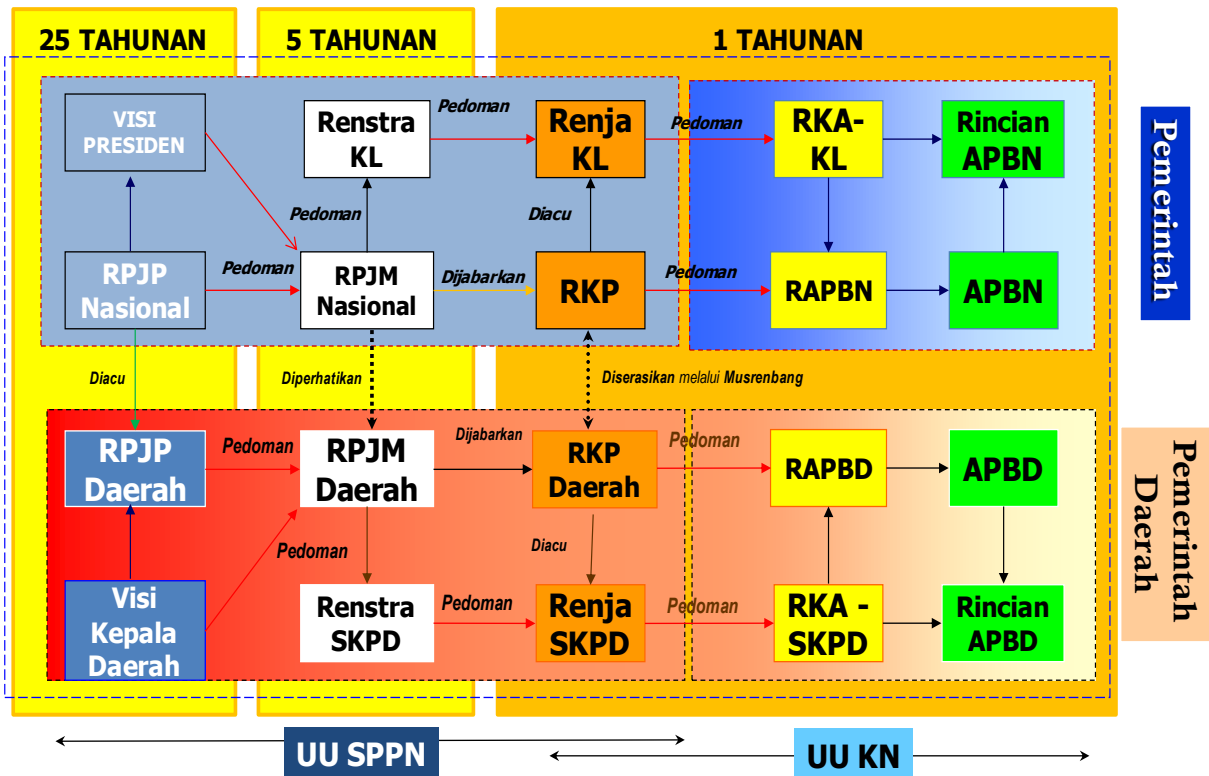 25 TAHUNAN
5 TAHUNAN
1 TAHUNAN
VISI
PRESIDEN
Renstra
KL
Pedoman
Renja
KL
Pedoman
RKA-
KL
Rincian
APBN
Pemerintah
Pedoman
Diacu
RPJP
Nasional
Pedoman
RPJM
Nasional
Dijabarkan
RKP
Pedoman
RAPBN
APBN
Diacu
Diperhatikan
Diserasikan melalui Musrenbang
RPJP
Daerah
Pedoman
RPJM
Daerah
Dijabarkan
RKP
Daerah
Pedoman
RAPBD
APBD
Pemerintah
Daerah
Pedoman
Diacu
Visi
Kepala
Daerah
Renstra
SKPD
Pedoman
Renja
SKPD
Pedoman
RKA -
SKPD
Rincian
APBD
UU SPPN
UU KN